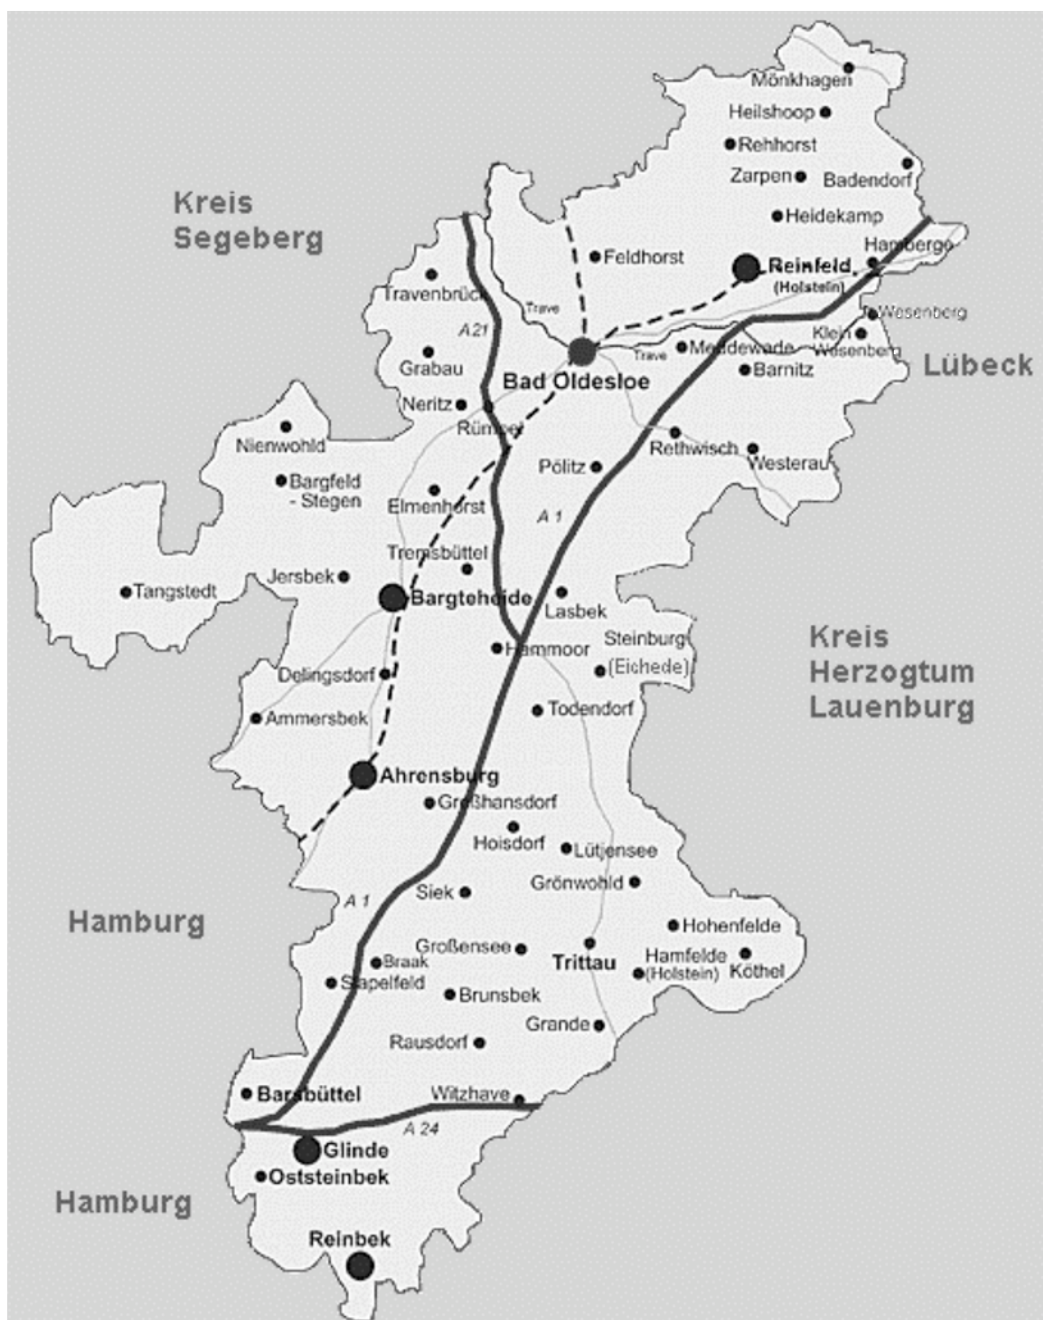 Mönkhagen
Heilshoop
Rehhorst
Zarpen
Badendorf
Kreis
Segeberg
Heidekamp
Hamberge
Feldhorst
Reinfeld
(Holstein)
Travenbrück
Trave
Wesenberg
A 21
Klein
Wesenberg
Trave
Meddewade
Grabau
Bad Oldesloe
Barnitz
Lübeck
Neritz
Rümpel
Nienwohld
Rethwisch
Westerau
Pölitz
Bargfeld
- Stegen
Elmenhorst
A 1
Tremsbüttel
Jersbek
Tangstedt
Bargteheide
Lasbek
Steinburg
(Eichede)
Hammoor
Kreis
Herzogtum
Lauenburg
Delingsdorf
Todendorf
Ammersbek
Ahrensburg
Großhansdorf
Hoisdorf
Lütjensee
Grönwohld
Siek
A 1
Hamburg
Hohenfelde
Großensee
Trittau
Hamfelde
(Holstein)
Köthel
Braak
Stapelfeld
Brunsbek
Grande
Rausdorf
Barsbüttel
Witzhave
A 24
Glinde
Oststeinbek
Hamburg
Reinbek